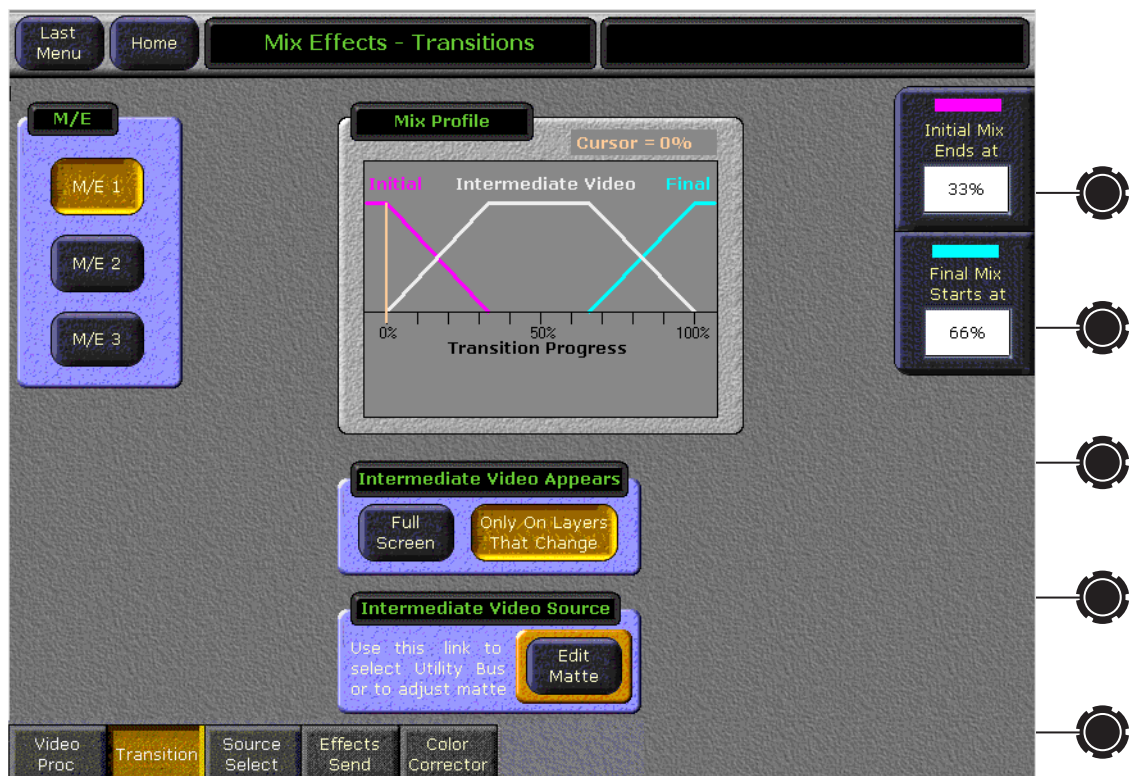 Last
Menu
Home
Mix Effects - Transitions
M/E
M/E 1
M/E 2
M/E 3
Mix Profile
Cursor = 0%
Initial
Intermediate Video
Final
0%
50%
100%
Transition Progress
Initial Mix
Ends at
33%
Final Mix
Starts at
66%
Intermediate Video Appears
Full
Screen
Only On Layers
That Change
Intermediate Video Source
Use this link to
select Utility Bus
or to adjust matte
Edit
Matte
Video
Proc
Transition
Source
Select
Effects
Send
Color
Corrector